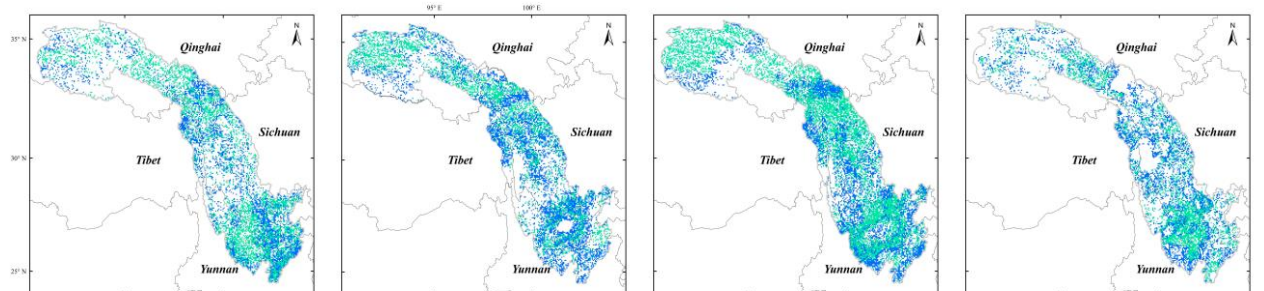 95° E 100° E
35° N N N N N
Qinghai Qinghai Qinghai Qinghai
Sichuan Sichuan Sichuan Sichuan
30° N Tibet Tibet Tibet Tibet
25° N Yunnan Yunnan Yunnan Yunnan